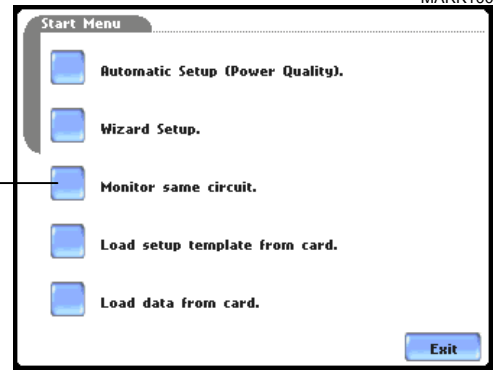 Start Menu
Automatic Setup (Power Quality).
Wizard Setup.
Monitor same circuit.
Load setup template from card.
Load data from card.
Exit